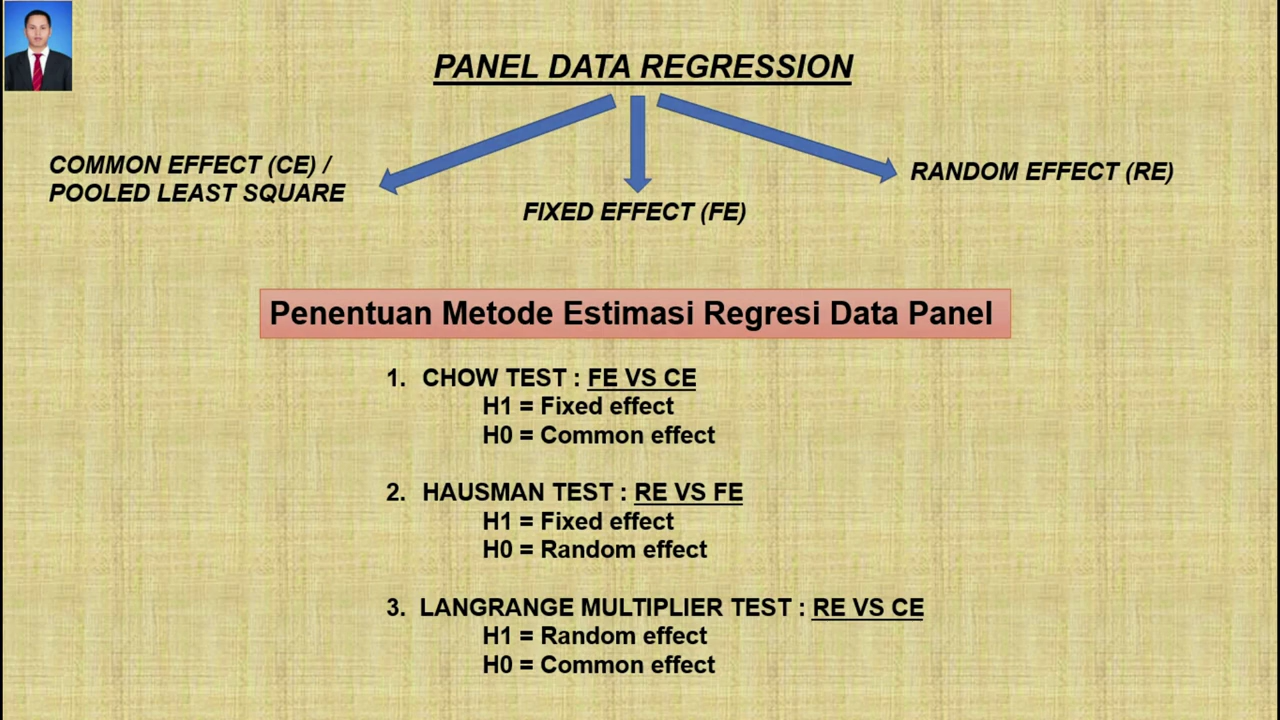 PANEL DATA REGRESSION
COMMON EFFECT (CE) /
POOLED LEAST SQUARE
FIXED EFFECT (FE)
RANDOM EFFECT (RE)
Penentuan Metode Estimasi Regresi Data Panel
1. CHOW TEST : FE VS CE
H1 = Fixed effect
H0 = Common effect
2. HAUSMAN TEST : RE VS FE
H1 = Fixed effect
H0 = Random effect
3. LANGRANGE MULTIPLIER TEST : RE VS CE
H1 = Random effect
H0 = Common effect